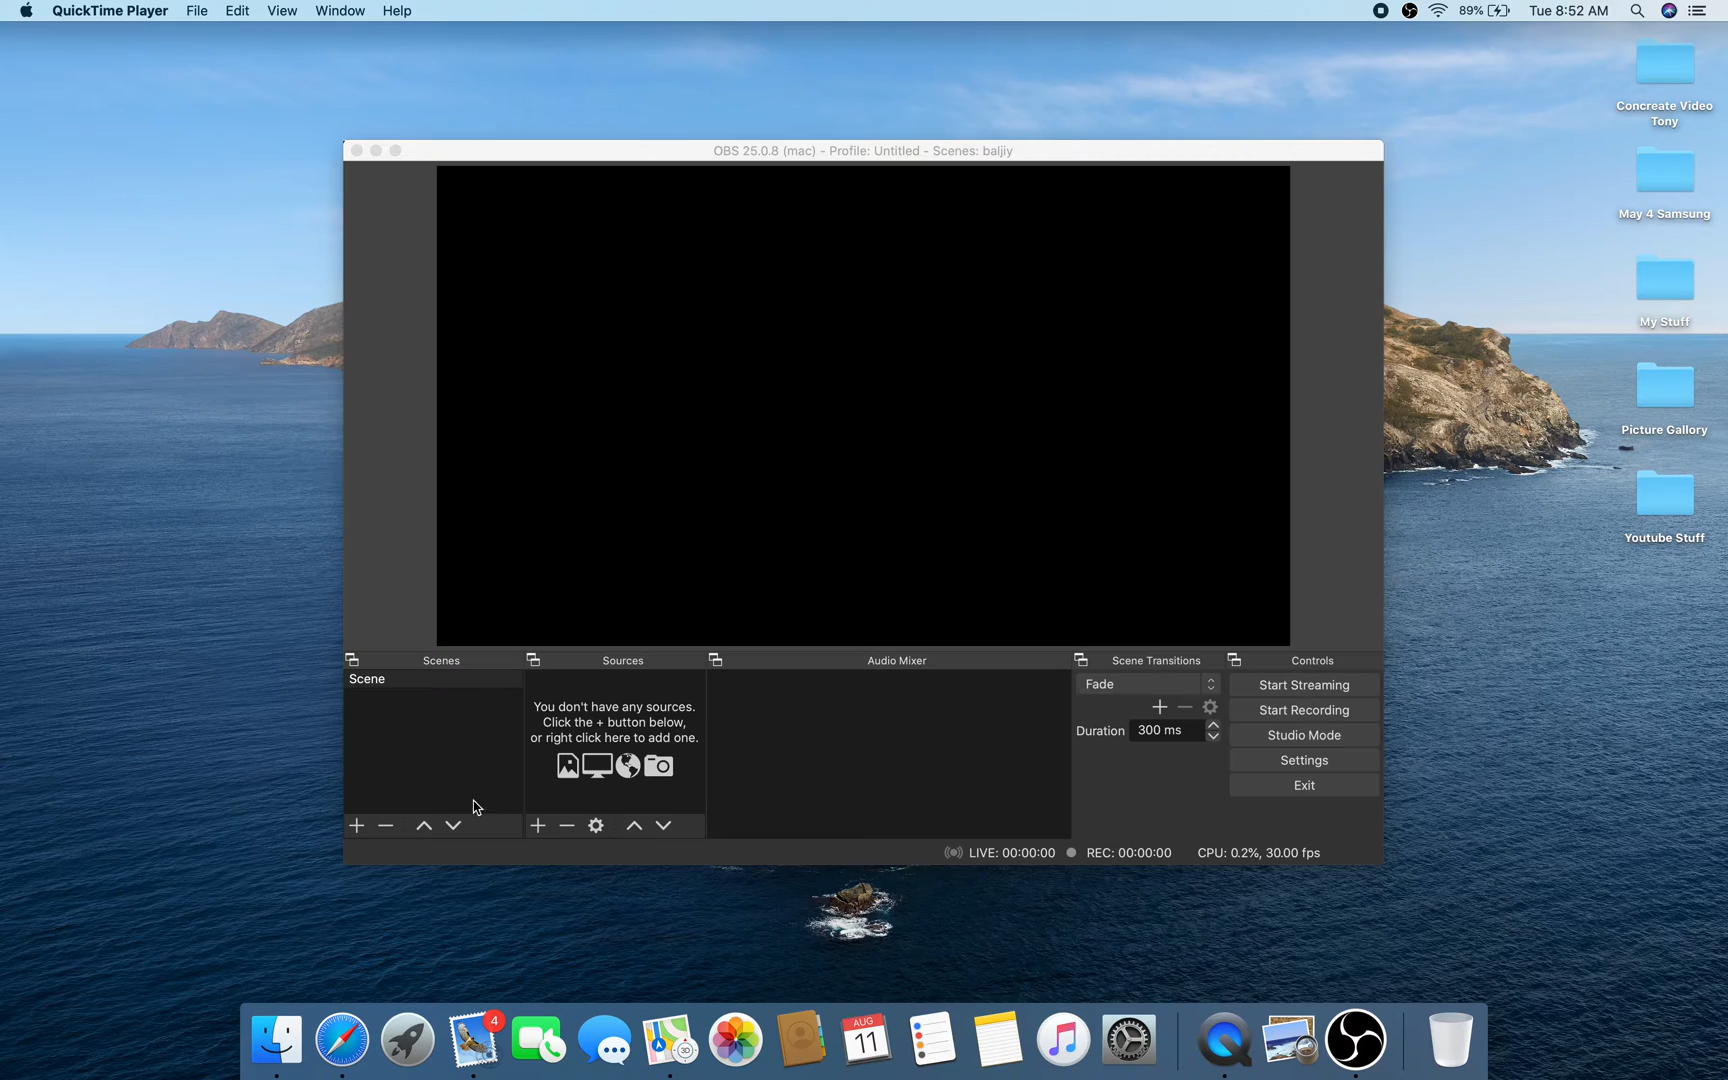 QuickTime Player File Edit View Window Help 89% Tue 8:52 AM
Concreate Video
Tony
May 4 Samsung
My Stuff
Picture Gallory
Youtube Stuff
OBS 25.0.8 (mac) - Profile: Untitled - Scenes: baljiy
Scenes Sources Audio Mixer Scene Transitions Controls
Scene
You don't have any sources.
Click the + button below,
or right click here to add one.
Fade
Duration 300 ms
Start Streaming
Start Recording
Studio Mode
Settings
Exit
LIVE: 00:00:00 REC: 00:00:00 CPU: 0.2%, 30.00 fps
4
3D
AUG
11